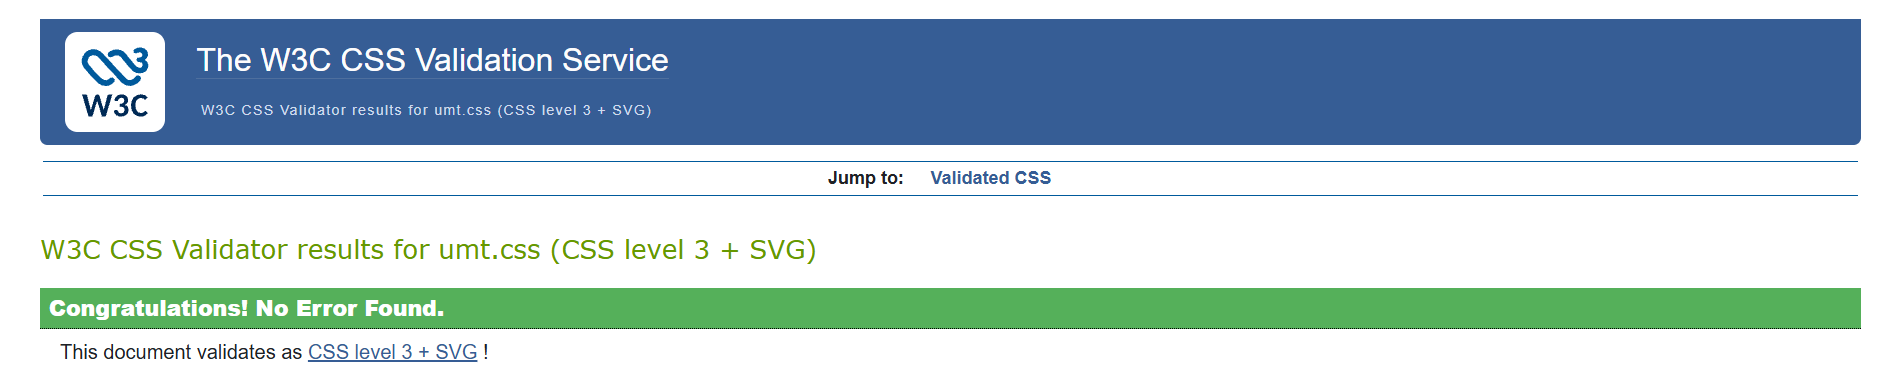 The W3C CSS Validation Service
W3C
W3C CSS Validator results for umt.css (CSS level 3 + SVG)
Jump to: Validated CSS
W3C CSS Validator results for umt.css (CSS level 3 + SVG)
Congratulations! No Error Found.
This document validates as CSS level 3 + SVG !